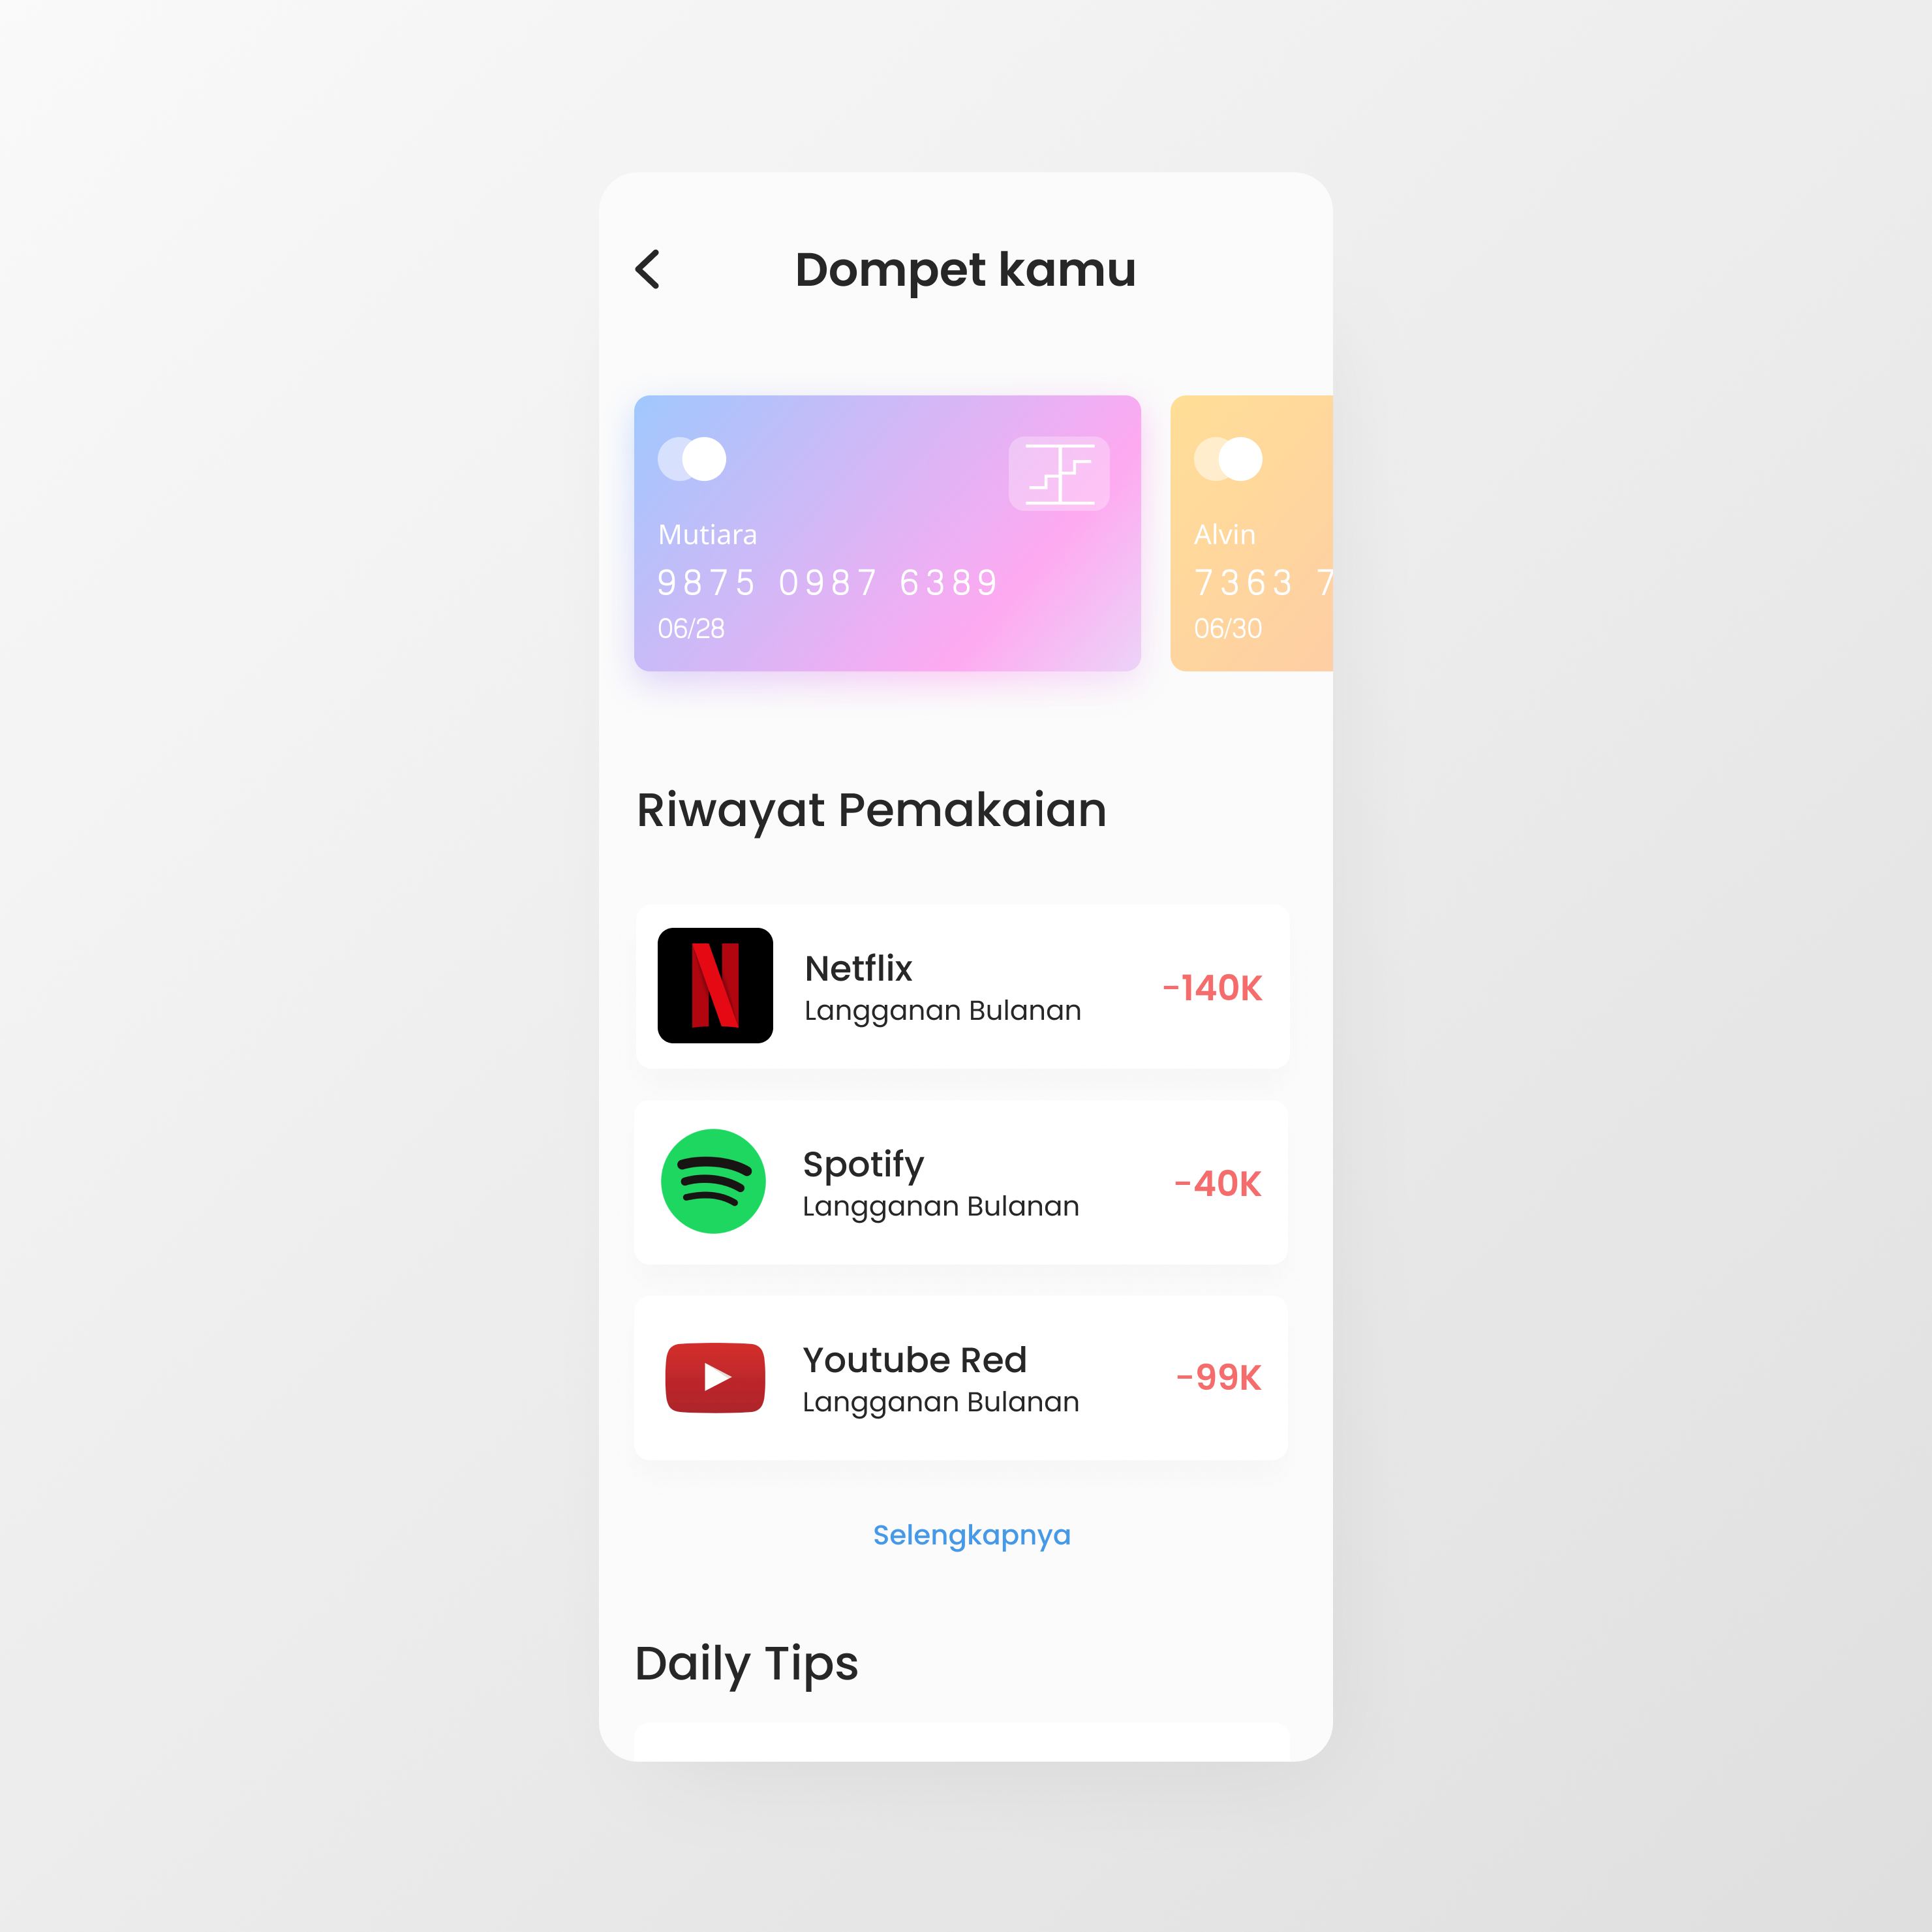 Dompet kamu
Mutiara
9875 0987 6389
06/28
Alvin
7363 7
06/30
Riwayat Pemakaian
Netflix
Langganan Bulanan
-140K
Spotify
Langganan Bulanan
-40K
Youtube Red
Langganan Bulanan
-99K
Selengkapnya
Daily Tips